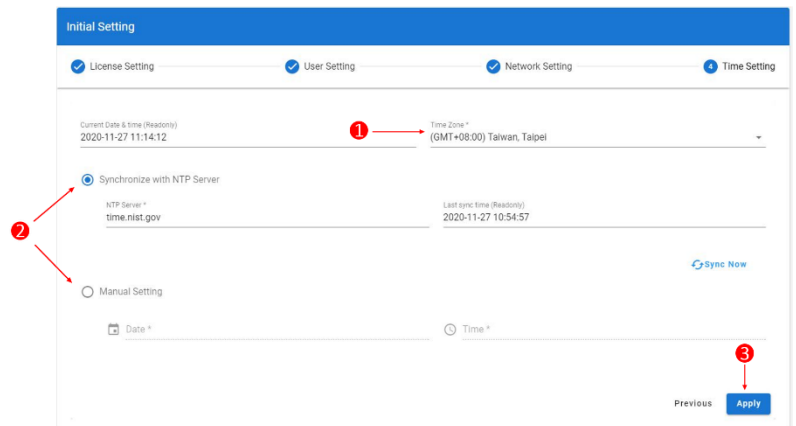 Initial Setting
License Setting
User Setting
Network Setting
4 Time Setting
Current Date & time (Readonly)
2020-11-27 11:14:12
1
Time Zone *
(GMT+08:00) Taiwan, Taipei
Synchronize with NTP Server
NTP Server *
time.nist.gov
Last sync time (Readonly)
2020-11-27 10:54:57
2
Sync Now
Manual Setting
Date *
Time *
3
Previous
Apply